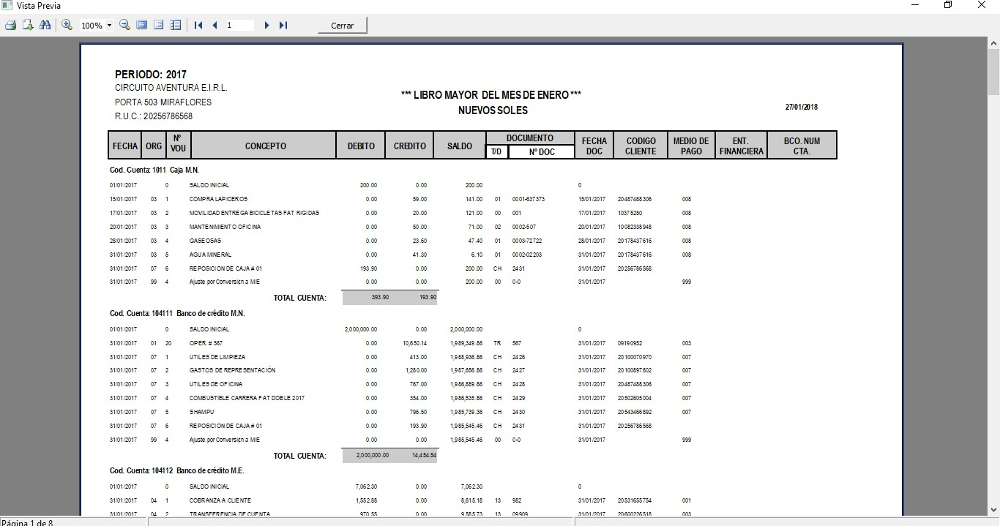 Vista Previa
100% 1 Cerrar
PERIODO: 2017
CIRCUITO AVENTURA E.I.R.L.
PORTA 503 MIRAFLORES
R.U.C.: 20256786568
*** LIBRO MAYOR DEL MES DE ENERO ***
NUEVOS SOLES
27/01/2018
FECHA ORG Nº VOU CONCEPTO DEBITO CREDITO SALDO DOCUMENTO T/D Nº DOC FECHA DOC CODIGO CLIENTE MEDIO DE PAGO ENT. FINANCIERA BCO. NUM CTA.
Cod. Cuenta: 1011 Caja M.N.
01/01/2017 0 SALDO INICIAL 200.00 0.00 200.00 0
15/01/2017 03 1 COMPRA LAPICEROS 0.00 59.00 141.00 01 0001-637373 15/01/2017 20487488306 008
17/01/2017 03 2 MOVILIDAD ENTREGA BICICLETAS FAT RIGIDAS 0.00 20.00 121.00 00 001 17/01/2017 10375250 008
20/01/2017 03 3 MANTENIMIENTO OFICINA 0.00 50.00 71.00 02 0002-507 20/01/2017 10082338948 008
28/01/2017 03 4 GASEOSAS 0.00 23.60 47.40 01 0003-72722 28/01/2017 20178437616 008
31/01/2017 03 5 AGUA MINERAL 0.00 41.30 6.10 01 0002-02203 31/01/2017 20178437616 008
31/01/2017 07 6 REPOSICION DE CAJA # 01 193.90 0.00 200.00 CH 2431 31/01/2017 20256786568
31/01/2017 99 4 Ajuste por Conversi¢n a M/E 0.00 0.00 200.00 00 0-0 31/01/2017 999
TOTAL CUENTA: 393.90 193.90
Cod. Cuenta: 104111 Banco de crédito M.N.
01/01/2017 0 SALDO INICIAL 2,000,000.00 0.00 2,000,000.00 0
31/01/2017 01 20 OPER. # 567 0.00 10,650.14 1,989,349.86 TR 567 31/01/2017 09190952 003
31/01/2017 07 1 UTILES DE LIMPIEZA 0.00 413.00 1,988,936.86 CH 2426 31/01/2017 20100070970 007
31/01/2017 07 2 GASTOS DE REPRESENTACIÓN 0.00 1,280.00 1,987,656.86 CH 2427 31/01/2017 20100897602 007
31/01/2017 07 3 UTILES DE OFICINA 0.00 767.00 1,986,889.86 CH 2428 31/01/2017 20487488306 007
31/01/2017 07 4 COMBUSTIBLE CARRERA FAT DOBLE 2017 0.00 354.00 1,986,535.86 CH 2429 31/01/2017 20502605004 007
31/01/2017 07 5 SHAMPU 0.00 796.50 1,985,739.36 CH 2430 31/01/2017 20543466892 007
31/01/2017 07 6 REPOSICION DE CAJA # 01 0.00 193.90 1,985,545.46 CH 2431 31/01/2017 20256786568
31/01/2017 99 4 Ajuste por Conversi¢n a M/E 0.00 0.00 1,985,545.46 00 0-0 31/01/2017 999
TOTAL CUENTA: 2,000,000.00 14,454.54
Cod. Cuenta: 104112 Banco de crédito M.E.
01/01/2017 0 SALDO INICIAL 7,062.30 0.00 7,062.30 0
31/01/2017 04 1 COBRANZA A CLIENTE 1,552.88 0.00 8,615.18 13 982 31/01/2017 20531655754 001
31/01/2017 04 2 TRANSFERENCIA DE CUENTA 970.55 0.00 9,585.73 13 09909 31/01/2017 20600226518 003
Página 1 de 8